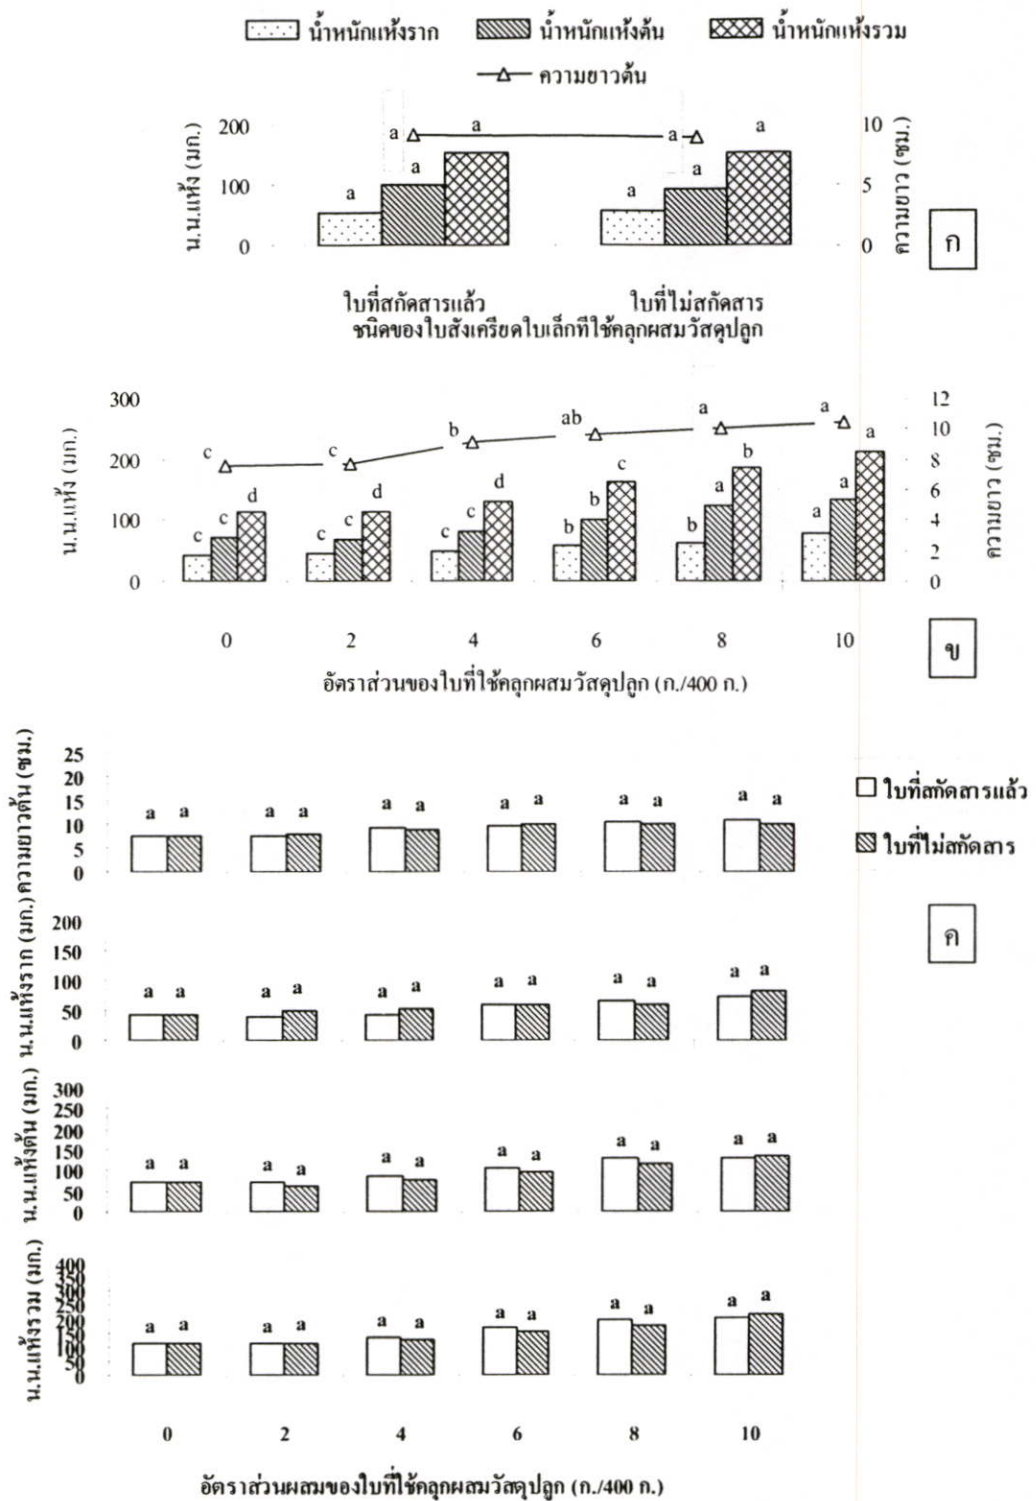 น้ำหนักแห้งราก น้ำหนักแห้งต้น น้ำหนักแห้งรวม
ความยาวต้น
น.น.แห้ง (มก.)
200
100
0
a a a a
a a a a
10
5
0
ความยาว (ซม.)
ก
ใบที่สกัดสารแล้ว ใบที่ไม่สกัดสาร
ชนิดของใบสังเครียดใบเล็กที่ใช้คลุกผสมวัสดุปลูก
น.น.แห้ง (มก.)
300
200
100
0
c c b ab a a
c c d
c c d
c c d
b b c
b a b
a a a
12
10
8
6
4
2
0
ความยาว (ซม.)
0 2 4 6 8 10
ข
อัตราส่วนของใบที่ใช้คลุกผสมวัสดุปลูก (ก./400 ก.)
ความยาวต้น (ซม.)
25
20
15
10
5
0
a a a a a a a a a a a a
ใบที่สกัดสารแล้ว
ใบที่ไม่สกัดสาร
ค
น.น.แห้งราก (มก.)
200
150
100
50
0
a a a a a a a a a a a a
น.น.แห้งต้น (มก.)
300
250
200
150
100
50
0
a a a a a a a a a a a a
น.น.แห้งรวม (มก.)
400
350
300
250
200
150
100
50
0
a a a a a a a a a a a a
0 2 4 6 8 10
อัตราส่วนผสมของใบที่ใช้คลุกผสมวัสดุปลูก (ก./400 ก.)